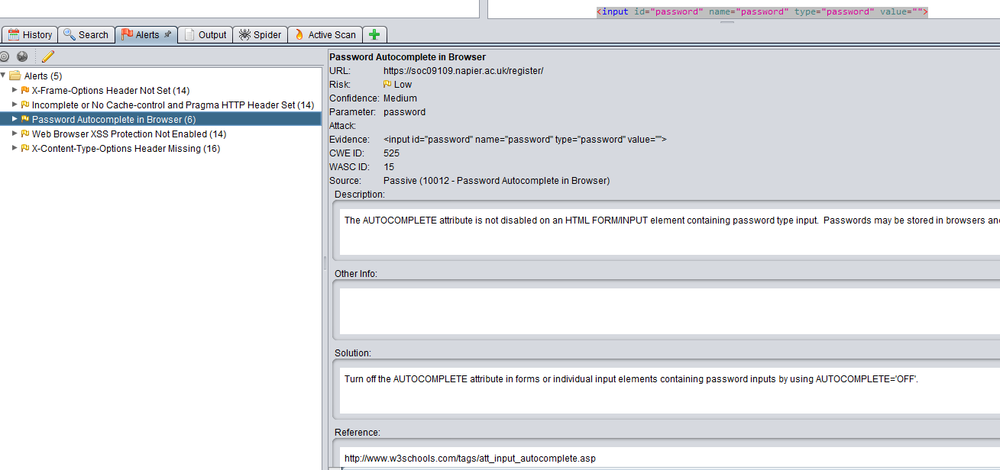 <input id="password" name="password" type="password" value="">
History Search Alerts Output Spider Active Scan
Alerts (5)
X-Frame-Options Header Not Set (14)
Incomplete or No Cache-control and Pragma HTTP Header Set (14)
Password Autocomplete in Browser (6)
Web Browser XSS Protection Not Enabled (14)
X-Content-Type-Options Header Missing (16)
Password Autocomplete in Browser
URL: https://soc09109.napier.ac.uk/register/
Risk: Low
Confidence: Medium
Parameter: password
Attack:
Evidence: <input id="password" name="password" type="password" value="">
CWE ID: 525
WASC ID: 15
Source: Passive (10012 - Password Autocomplete in Browser)
Description:
The AUTOCOMPLETE attribute is not disabled on an HTML FORM/INPUT element containing password type input. Passwords may be stored in browsers an
Other Info:
Solution:
Turn off the AUTOCOMPLETE attribute in forms or individual input elements containing password inputs by using AUTOCOMPLETE='OFF'.
Reference:
http://www.w3schools.com/tags/att_input_autocomplete.asp